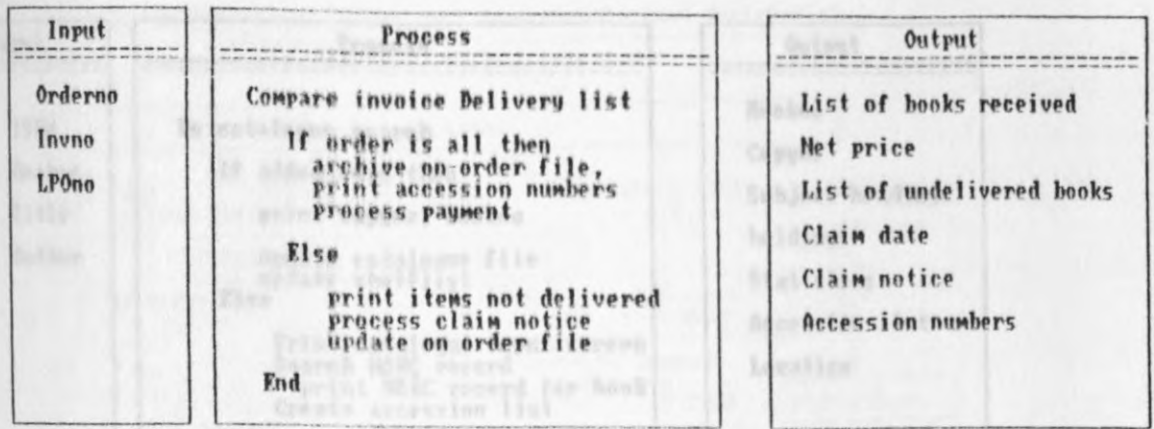 Input
Orderno
Invno
LPOno
Process
Compare invoice Delivery list
If order is all then
archive on order file,
print accession numbers
process payment
Else
print items not delivered
process claim notice
update on order file
End
Output
List of books received
Net price
List of undelivered books
Claim date
Claim notice
Accession numbers